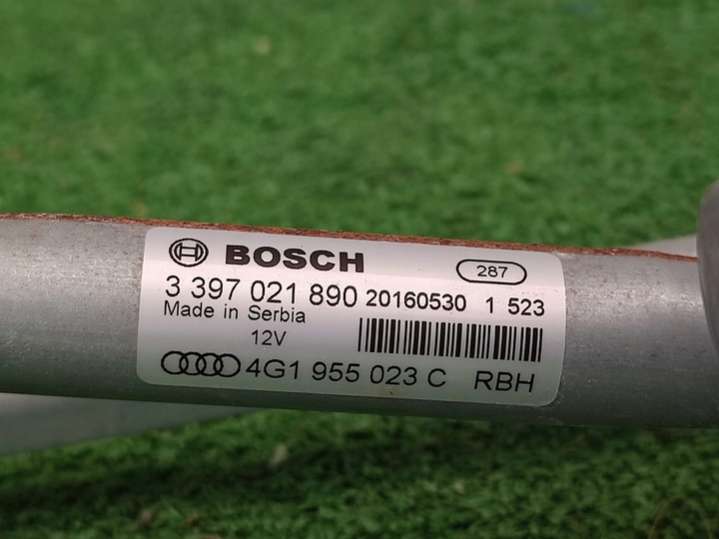 BOSCH 287
3 397 021 890 20160530 1 523
Made in Serbia
12V
4G1 955 023 C RBH